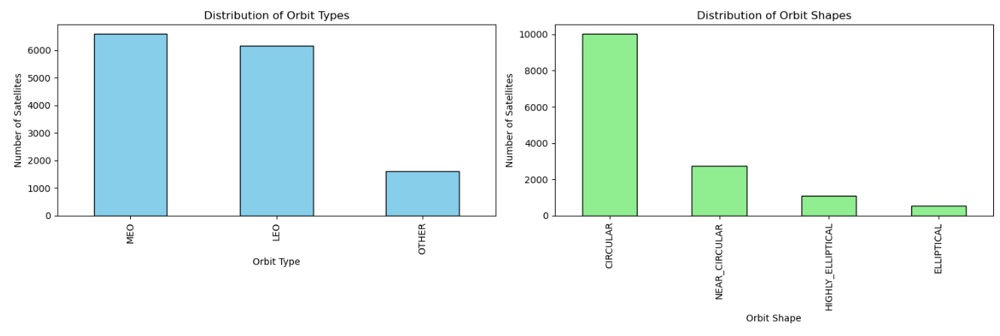 Distribution of Orbit Types
Number of Satellites
6000
5000
4000
3000
2000
1000
0
MEO
LEO
OTHER
Orbit Type
Distribution of Orbit Shapes
Number of Satellites
10000
8000
6000
4000
2000
0
CIRCULAR
NEAR_CIRCULAR
HIGHLY_ELLIPTICAL
ELLIPTICAL
Orbit Shape